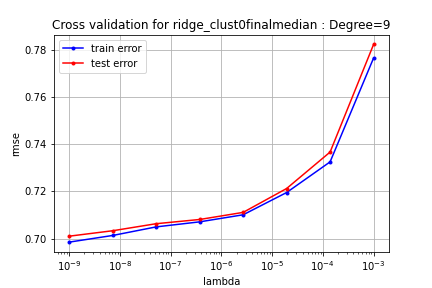 Cross validation for ridge_clust0finalmedian : Degree=9
train error
test error
rmse
0.78
0.76
0.74
0.72
0.70
10⁻⁹ 10⁻⁸ 10⁻⁷ 10⁻⁶ 10⁻⁵ 10⁻⁴ 10⁻³
lambda